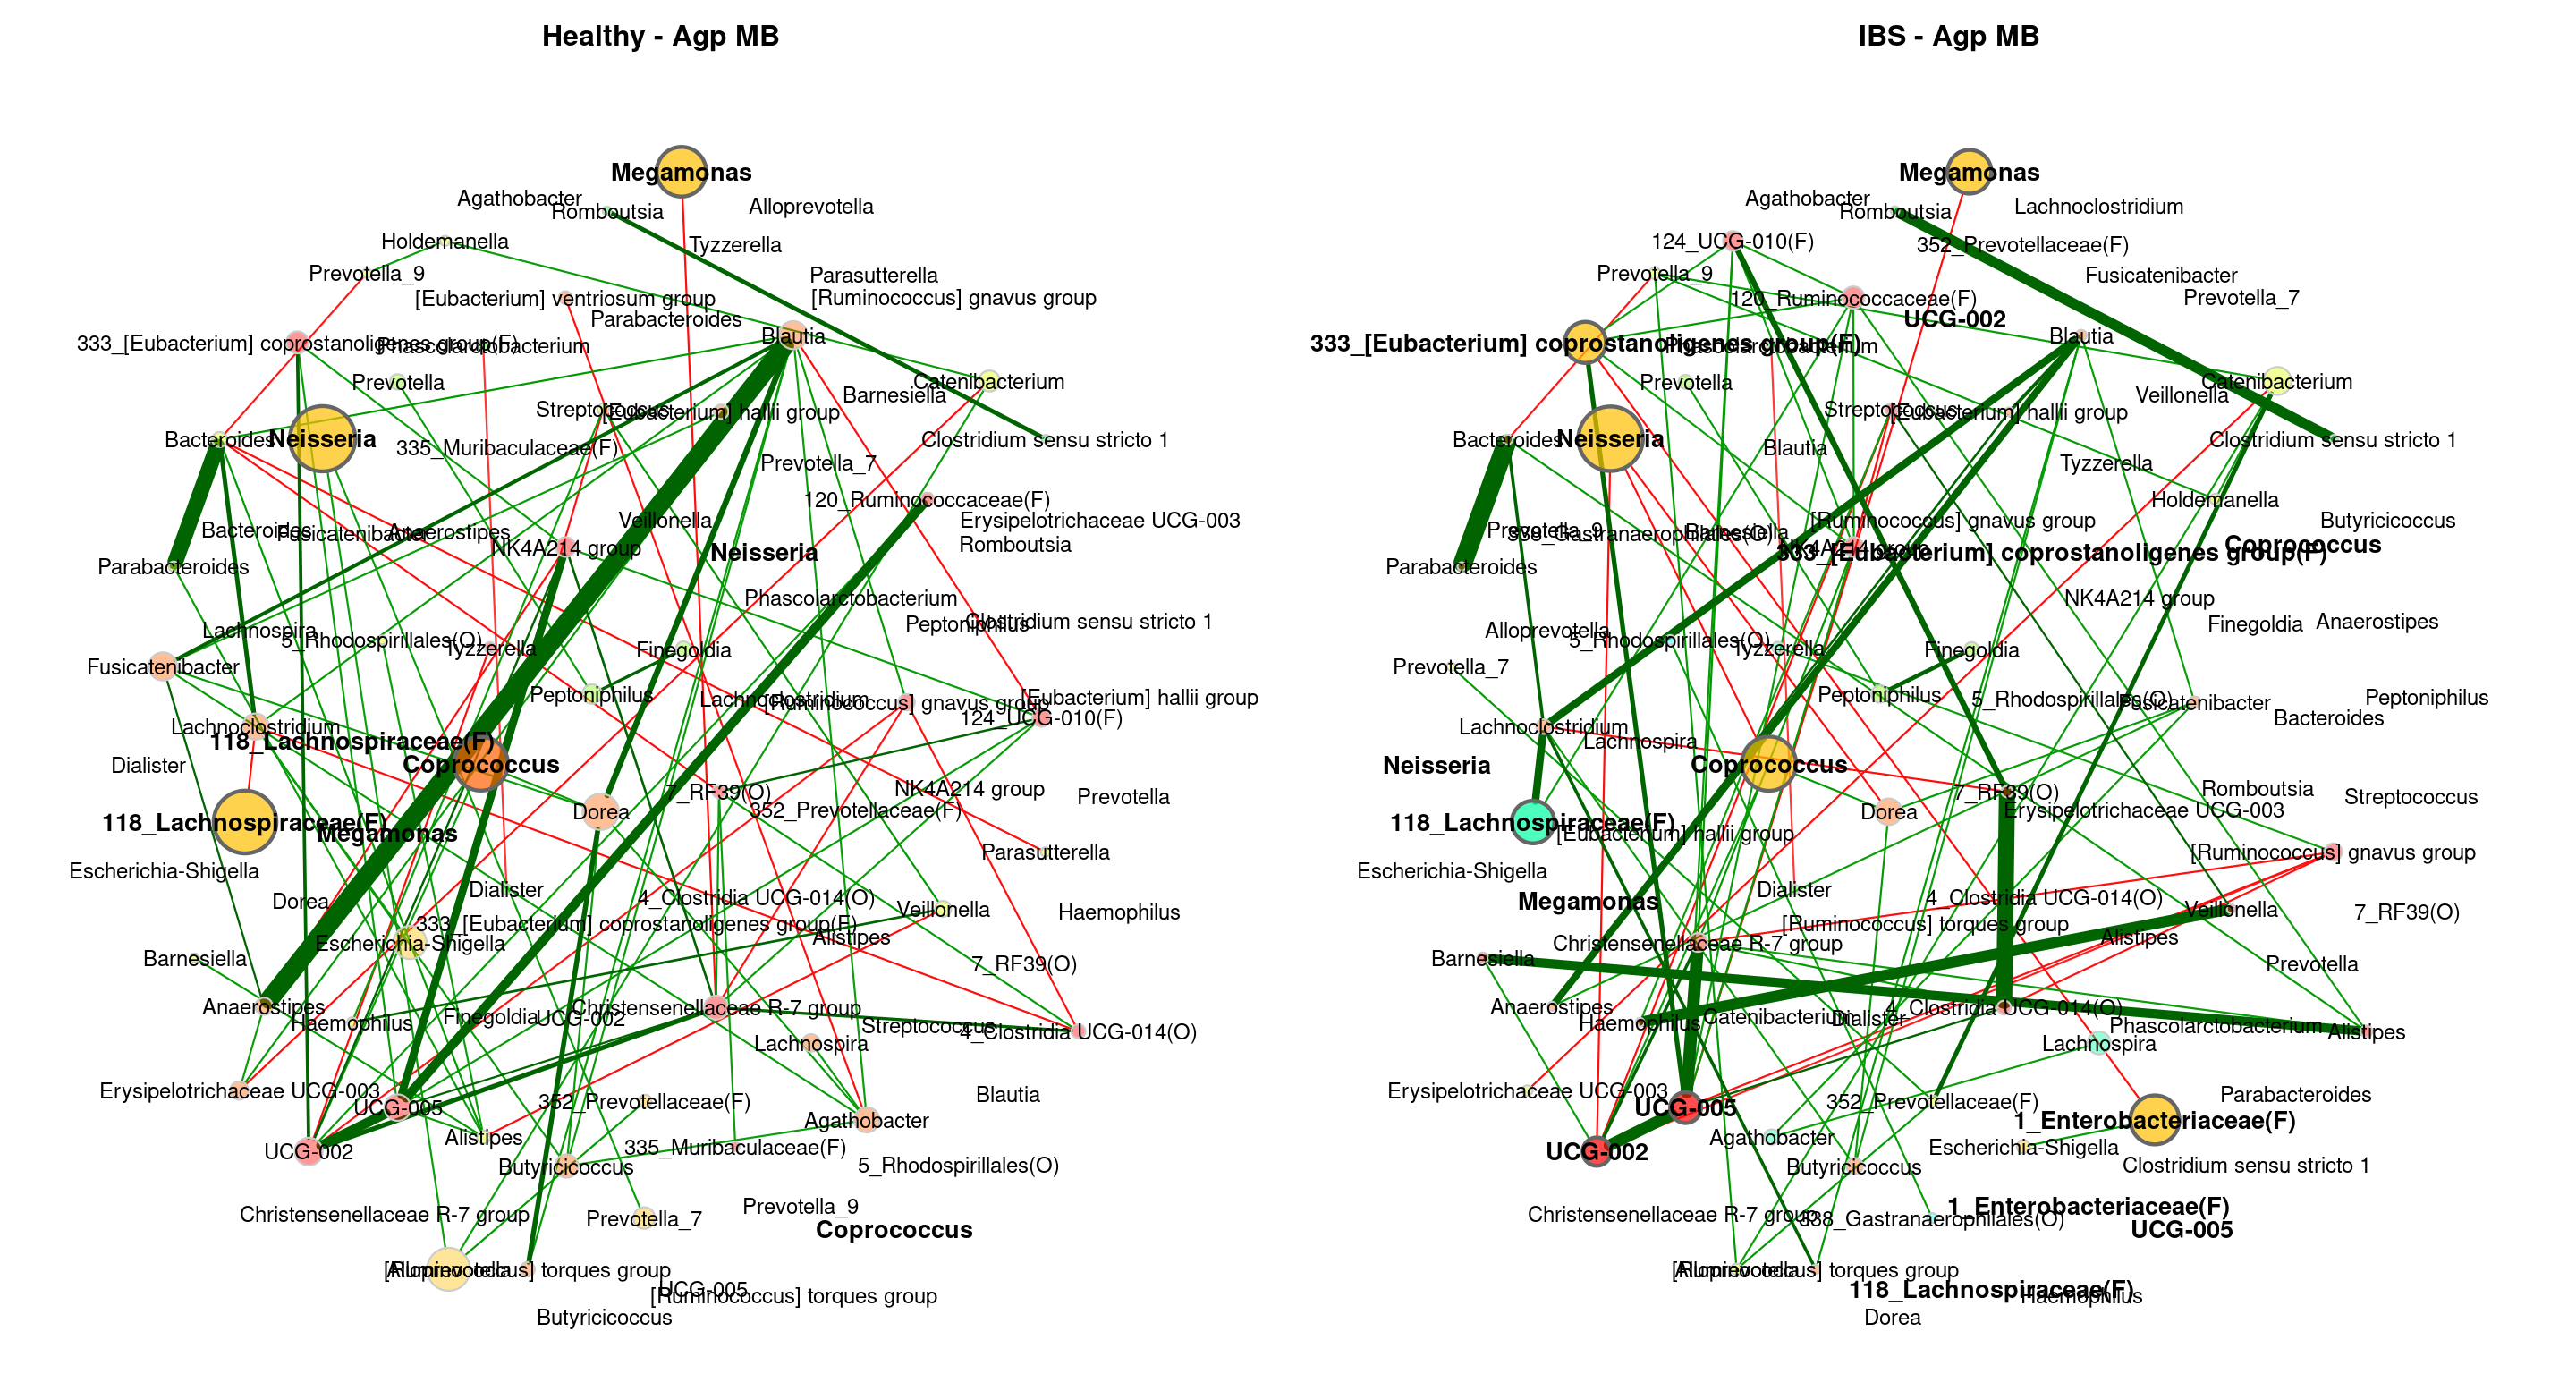 Healthy - Agp MB
Megamonas
Agathobacter
Romboutsia
Alloprevotella
Holdemanella
Tyzzerella
Prevotella_9
Parasutterella
[Eubacterium] ventriosum group
[Ruminococcus] gnavus group
Parabacteroides
Blautia
333_[Eubacterium] coprostanoligenes group(F)
Phascolarctobacterium
Prevotella
Catenibacterium
Barnesiella
Streptococcus
[Eubacterium] hallii group
Bacteroides
Neisseria
335_Muribaculaceae(F)
Clostridium sensu stricto 1
Prevotella_7
120_Ruminococcaceae(F)
Bacteroides
Fusicatenibacter
Anaerostipes
Veillonella
Erysipelotrichaceae UCG-003
NK4A214 group
Neisseria
Romboutsia
Parabacteroides
Phascolarctobacterium
Lachnospira
5_Rhodospirillales(O)
Tyzzerella
Finegoldia
Peptoniphilus
Clostridium sensu stricto 1
Fusicatenibacter
Peptoniphilus
Lachnoclostridium
[Ruminococcus] gnavus group
[Eubacterium] hallii group
124_UCG-010(F)
Lachnoclostridium
118_Lachnospiraceae(F)
Dialister
Coprococcus
7_RF39(O)
NK4A214 group
Prevotella
352_Prevotellaceae(F)
Dorea
118_Lachnospiraceae(F)
Megamonas
Parasutterella
Escherichia-Shigella
Dialister
Dorea
4_Clostridia UCG-014(O)
Veillonella
Haemophilus
333_[Eubacterium] coprostanoligenes group(F)
Escherichia-Shigella
Alistipes
Barnesiella
7_RF39(O)
Anaerostipes
Haemophilus
Finegoldia
UCG-002
Christensenellaceae R-7 group
Streptococcus
4_Clostridia UCG-014(O)
Lachnospira
Erysipelotrichaceae UCG-003
UCG-005
352_Prevotellaceae(F)
Blautia
Agathobacter
UCG-002
Alistipes
335_Muribaculaceae(F)
Butyricicoccus
5_Rhodospirillales(O)
Christensenellaceae R-7 group
Prevotella_7
Prevotella_9
Coprococcus
Alloprevotella
[Ruminococcus] torques group
UCG-005
[Ruminococcus] torques group
Butyricicoccus
IBS - Agp MB
Megamonas
Agathobacter
Romboutsia
Lachnoclostridium
124_UCG-010(F)
352_Prevotellaceae(F)
Prevotella_9
Fusicatenibacter
120_Ruminococcaceae(F)
Prevotella_7
UCG-002
Blautia
333_[Eubacterium] coprostanoligenes group(F)
Phascolarctobacterium
Prevotella
Catenibacterium
Veillonella
Streptococcus
[Eubacterium] hallii group
Bacteroides
Neisseria
Blautia
Clostridium sensu stricto 1
Tyzzerella
Holdemanella
Prevotella_9
338_Gastranaerophilales(O)
Barnesiella
[Ruminococcus] gnavus group
Butyricicoccus
NK4A214 group
333_[Eubacterium] coprostanoligenes group(F)
Coprococcus
Parabacteroides
NK4A214 group
Alloprevotella
5_Rhodospirillales(O)
Tyzzerella
Finegoldia
Finegoldia
Anaerostipes
Prevotella_7
Peptoniphilus
5_Rhodospirillales(O)
Fusicatenibacter
Peptoniphilus
Bacteroides
Lachnoclostridium
Lachnospira
Neisseria
Coprococcus
7_RF39(O)
Romboutsia
Streptococcus
Erysipelotrichaceae UCG-003
Dorea
118_Lachnospiraceae(F)
[Eubacterium] hallii group
[Ruminococcus] gnavus group
Escherichia-Shigella
Dialister
Megamonas
4_Clostridia UCG-014(O)
Veillonella
7_RF39(O)
[Ruminococcus] torques group
Christensenellaceae R-7 group
Alistipes
Barnesiella
Prevotella
Anaerostipes
Haemophilus
Catenibacterium
Dialister
4_Clostridia UCG-014(O)
Phascolarctobacterium
Alistipes
Lachnospira
Erysipelotrichaceae UCG-003
UCG-005
352_Prevotellaceae(F)
Parabacteroides
1_Enterobacteriaceae(F)
UCG-002
Agathobacter
Escherichia-Shigella
Butyricicoccus
Clostridium sensu stricto 1
Christensenellaceae R-7 group
338_Gastranaerophilales(O)
1_Enterobacteriaceae(F)
UCG-005
Alloprevotella
[Ruminococcus] torques group
118_Lachnospiraceae(F)
Haemophilus
Dorea